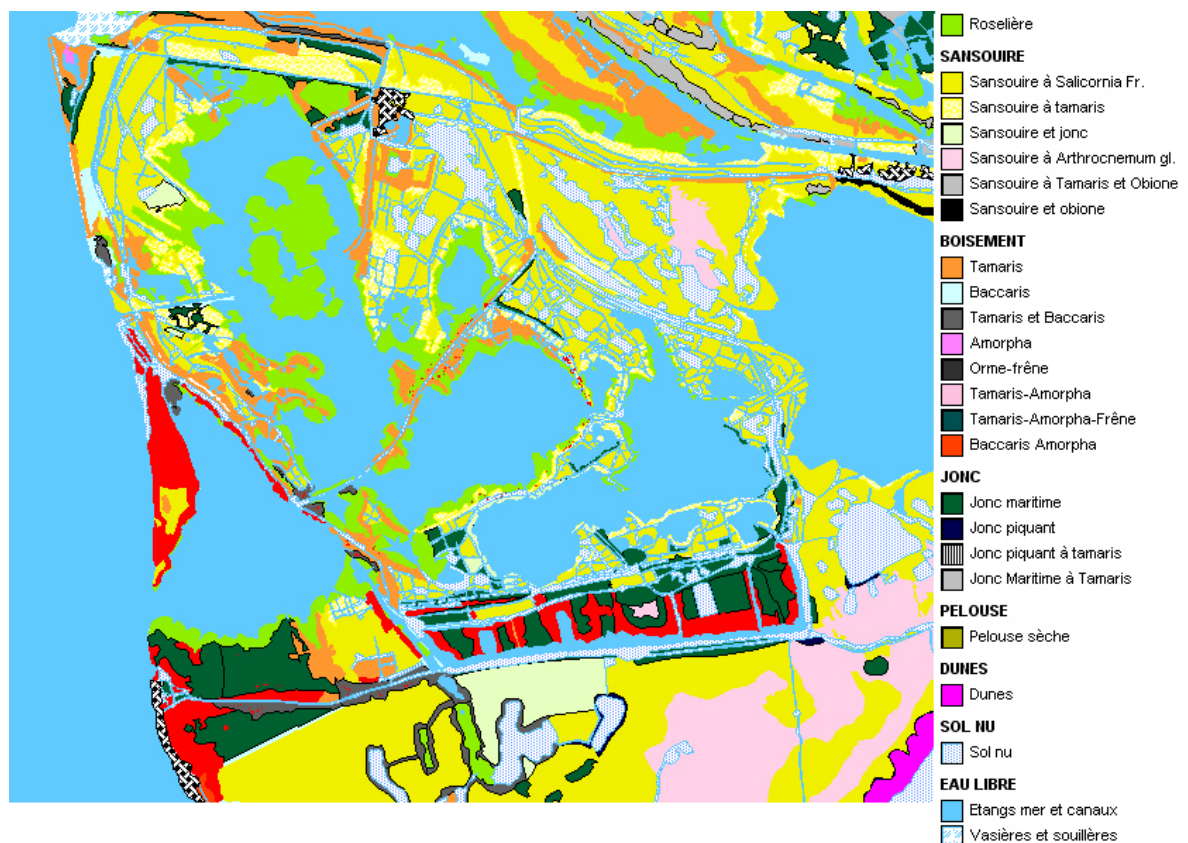 Roselière
SANSOUIRE
Sansouire à Salicornia Fr.
Sansouire à tamaris
Sansouire et jonc
Sansouire à Arthrocnemum gl.
Sansouire à Tamaris et Obione
Sansouire et obione
BOISEMENT
Tamaris
Baccaris
Tamaris et Baccaris
Amorpha
Orme-frêne
Tamaris-Amorpha
Tamaris-Amorpha-Frêne
Baccaris Amorpha
JONC
Jonc maritime
Jonc piquant
Jonc piquant à tamaris
Jonc Maritime à Tamaris
PELOUSE
Pelouse sèche
DUNES
Dunes
SOL NU
Sol nu
EAU LIBRE
Etangs mer et canaux
Vasières et souillères